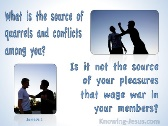 What is the source of
quarrels and conflicts
among you?
Is it not the source
of your pleasures
that wage war in
your members?
Knowing-Jesus.com